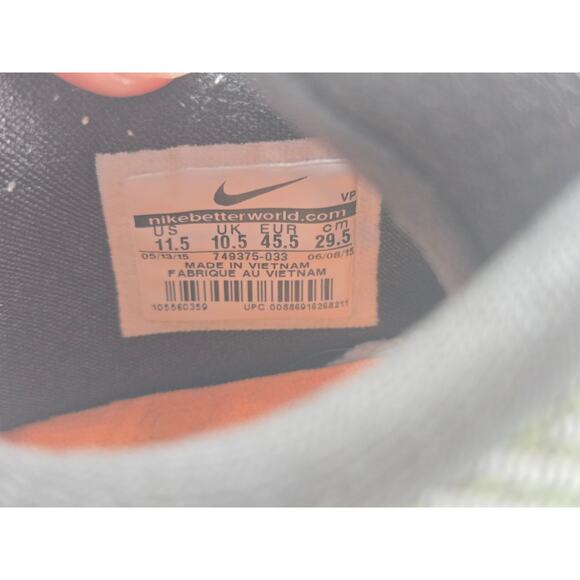 VP
nikebetterworld.com
US UK EUR cm
11.5 10.5 45.5 29.5
05/13/15 749375-033 06/08/15
MADE IN VIETNAM
FABRIQUE AU VIETNAM
105560359 UPC 00886916268211